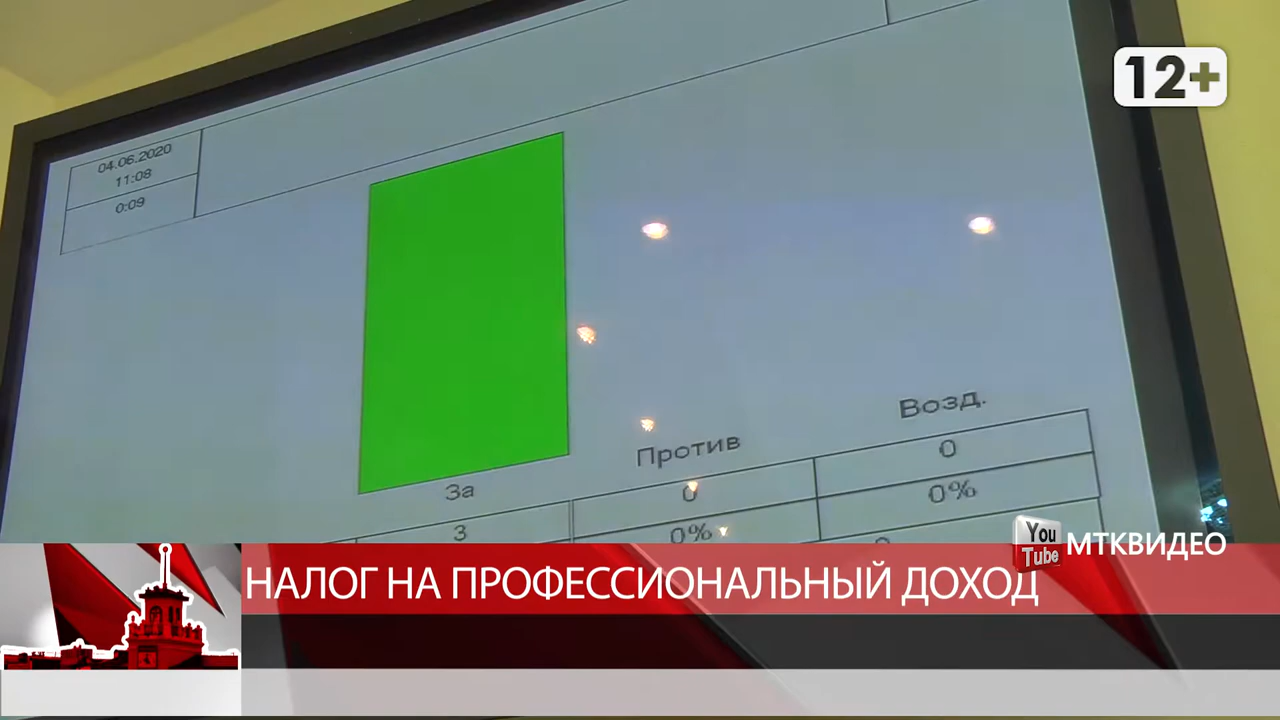 12+
04.06.2020
11:08
0:09
Возд.
Против
За
0
0
3
0%
0%
You
Tube
МТКВИДЕО
НАЛОГ НА ПРОФЕССИОНАЛЬНЫЙ ДОХОД